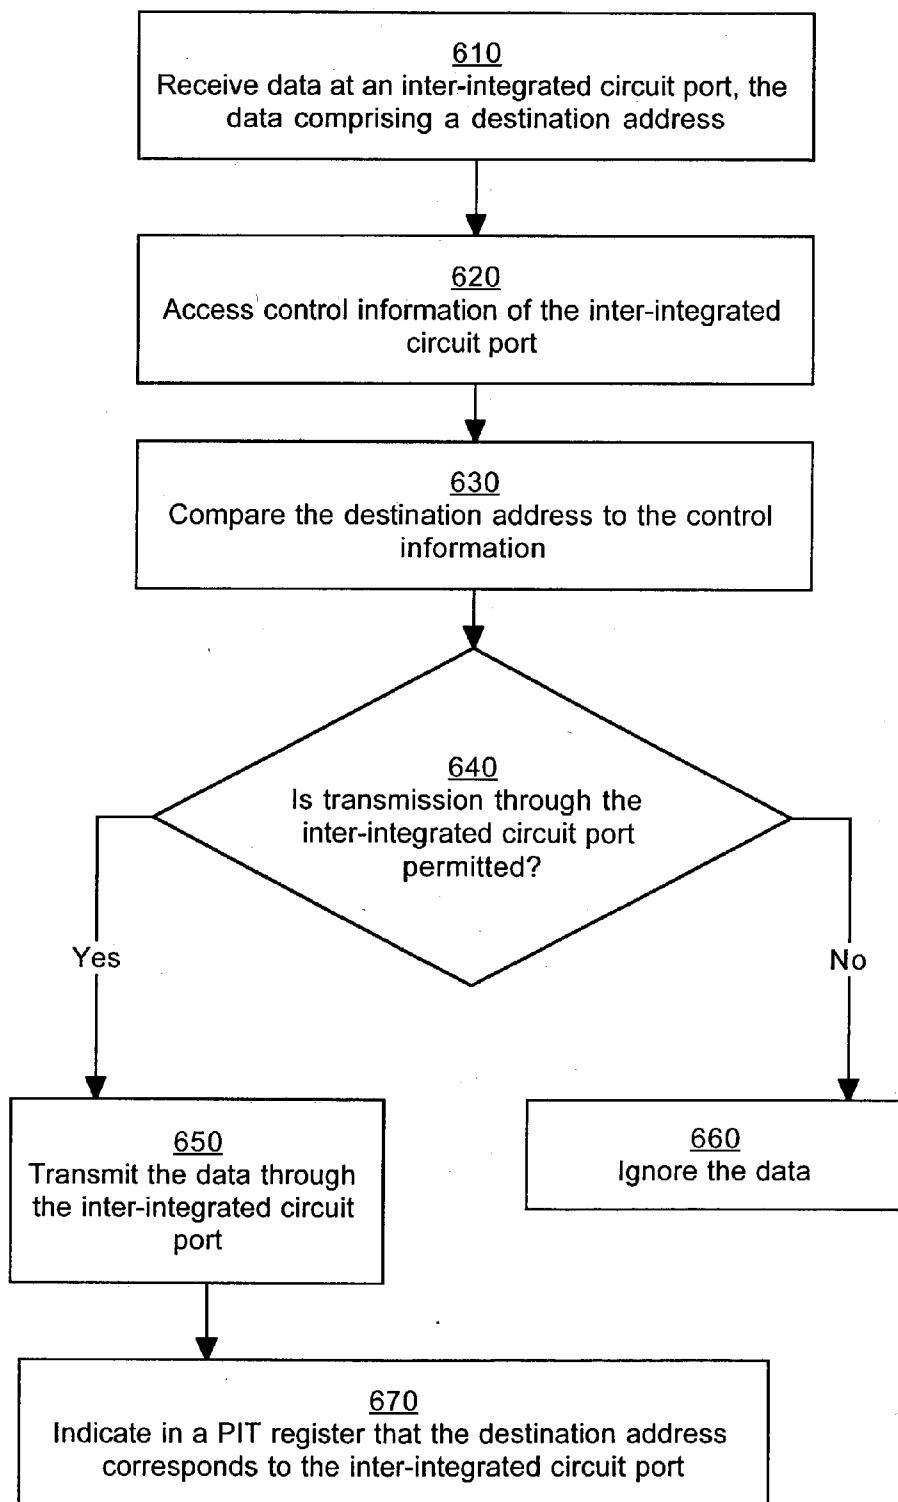 610
Receive data at an inter-integrated circuit port, the
data comprising a destination address
620
Access control information of the inter-integrated
circuit port
630
Compare the destination address to the control
information
640
Is transmission through the
inter-integrated circuit port
permitted?
Yes
No
650
Transmit the data through
the inter-integrated circuit
port
660
Ignore the data
670
Indicate in a PIT register that the destination address
corresponds to the inter-integrated circuit port